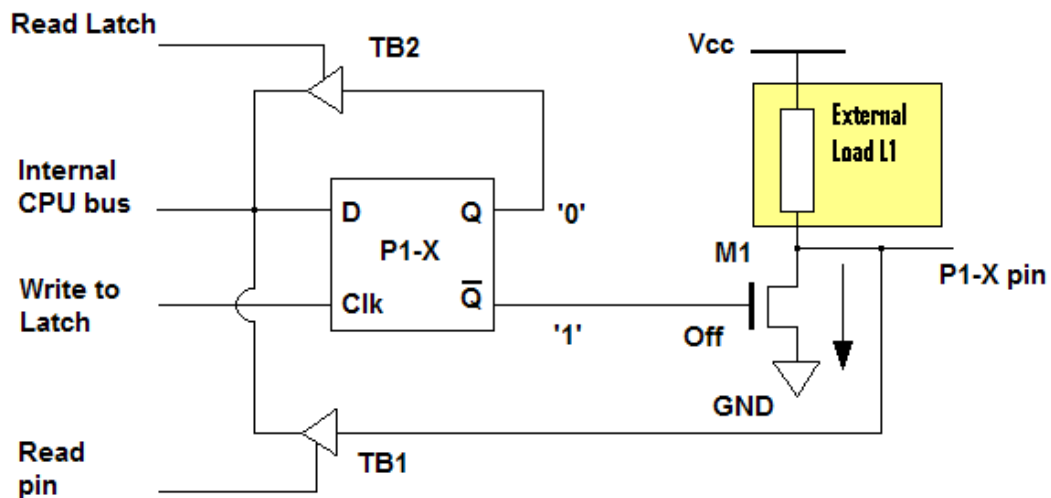 Read Latch
TB2
Vcc
External
Load L1
Internal
CPU bus
D
Q
'0'
P1-X
M1
P1-X pin
Write to
Latch
Clk
Q̅
'1'
Off
GND
Read
pin
TB1